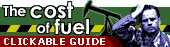 The cost
of fuel
CLICKABLE GUIDE